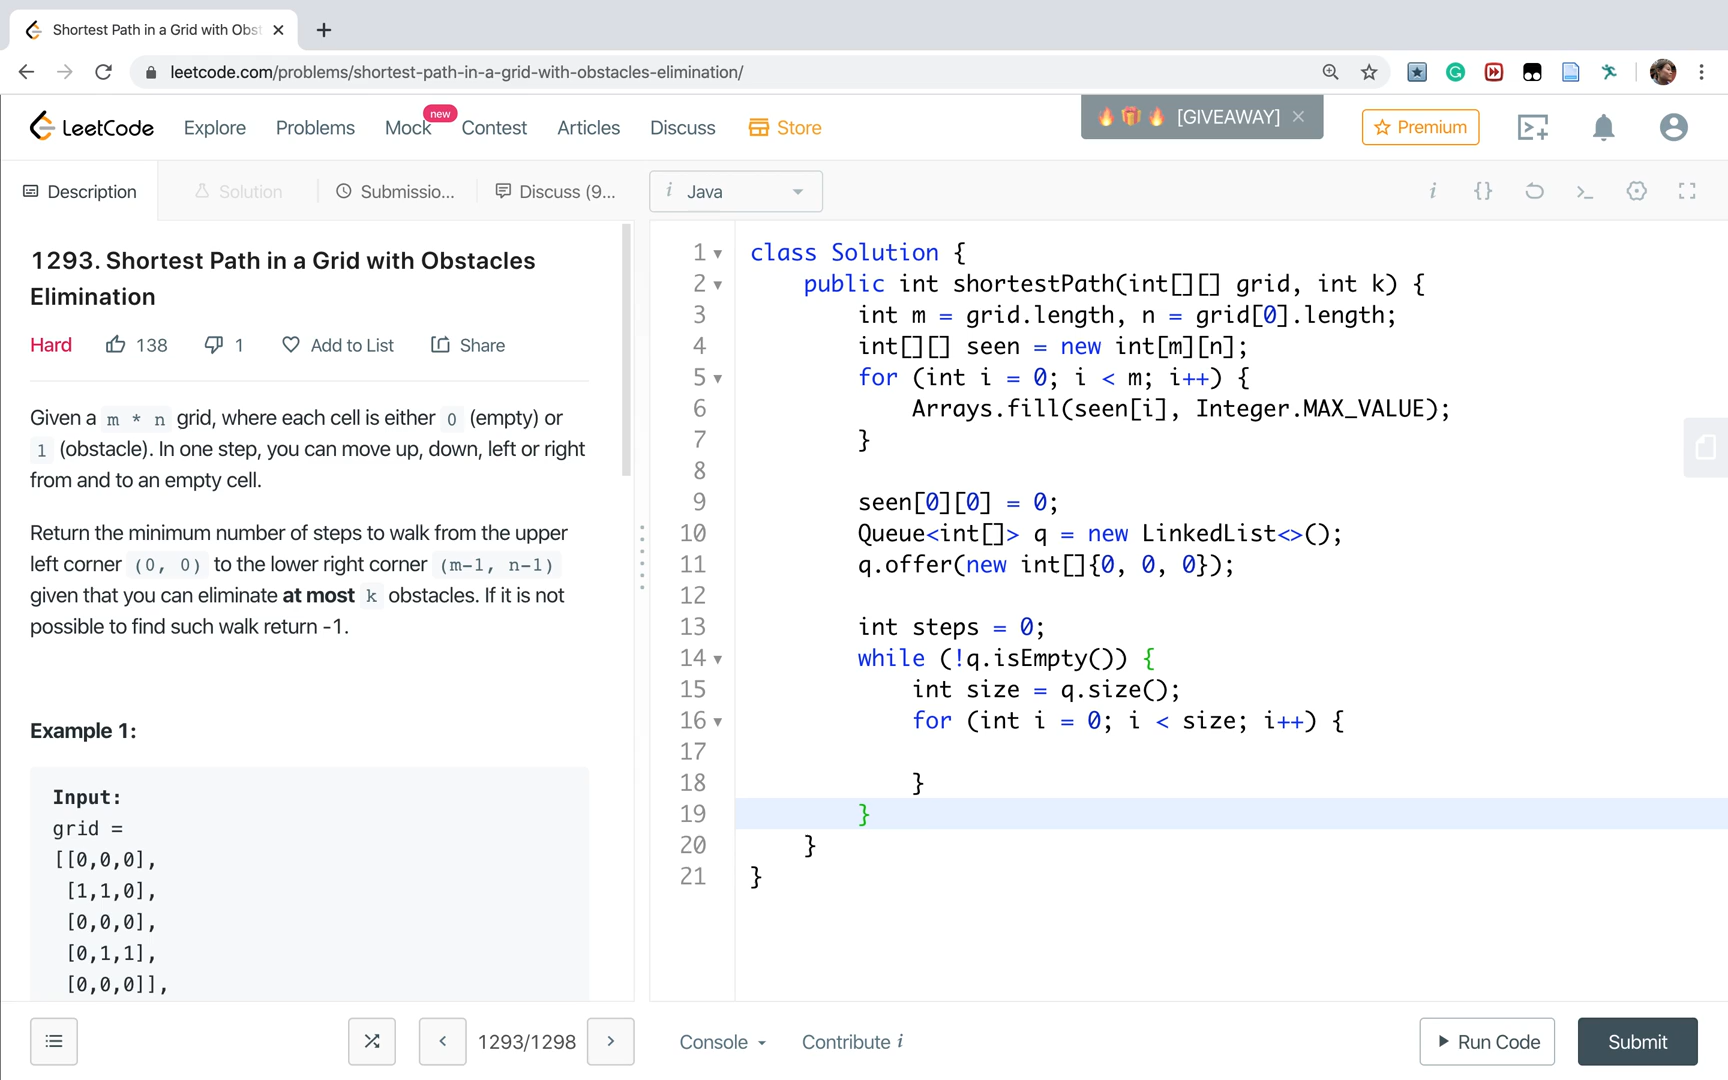 Shortest Path in a Grid with Obst
leetcode.com/problems/shortest-path-in-a-grid-with-obstacles-elimination/
LeetCode
Explore
Problems
Mock
new
Contest
Articles
Discuss
Store
[GIVEAWAY]
Premium
Description
Solution
Submissio...
Discuss (9...
i Java
i
{}
1293. Shortest Path in a Grid with Obstacles
Elimination
Hard
138
1
Add to List
Share
Given a m * n grid, where each cell is either 0 (empty) or
1 (obstacle). In one step, you can move up, down, left or right
from and to an empty cell.
Return the minimum number of steps to walk from the upper
left corner (0, 0) to the lower right corner (m-1, n-1)
given that you can eliminate at most k obstacles. If it is not
possible to find such walk return -1.
Example 1:
Input:
grid =
[[0,0,0],
[1,1,0],
[0,0,0],
[0,1,1],
[0,0,0]],
1 class Solution {
2 public int shortestPath(int[][] grid, int k) {
3 int m = grid.length, n = grid[0].length;
4 int[][] seen = new int[m][n];
5 for (int i = 0; i < m; i++) {
6 Arrays.fill(seen[i], Integer.MAX_VALUE);
7 }
8
9 seen[0][0] = 0;
10 Queue<int[]> q = new LinkedList<>();
11 q.offer(new int[]{0, 0, 0});
12
13 int steps = 0;
14 while (!q.isEmpty()) {
15 int size = q.size();
16 for (int i = 0; i < size; i++) {
17
18 }
19 }
20 }
21 }
1293/1298
Console
Contribute i
Run Code
Submit